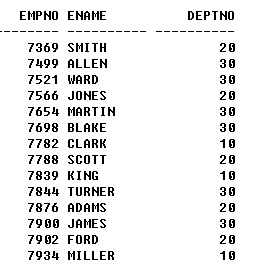 EMPNO ENAME DEPTNO
-------- ---------- ----------
7369 SMITH 20
7499 ALLEN 30
7521 WARD 30
7566 JONES 20
7654 MARTIN 30
7698 BLAKE 30
7782 CLARK 10
7788 SCOTT 20
7839 KING 10
7844 TURNER 30
7876 ADAMS 20
7900 JAMES 30
7902 FORD 20
7934 MILLER 10